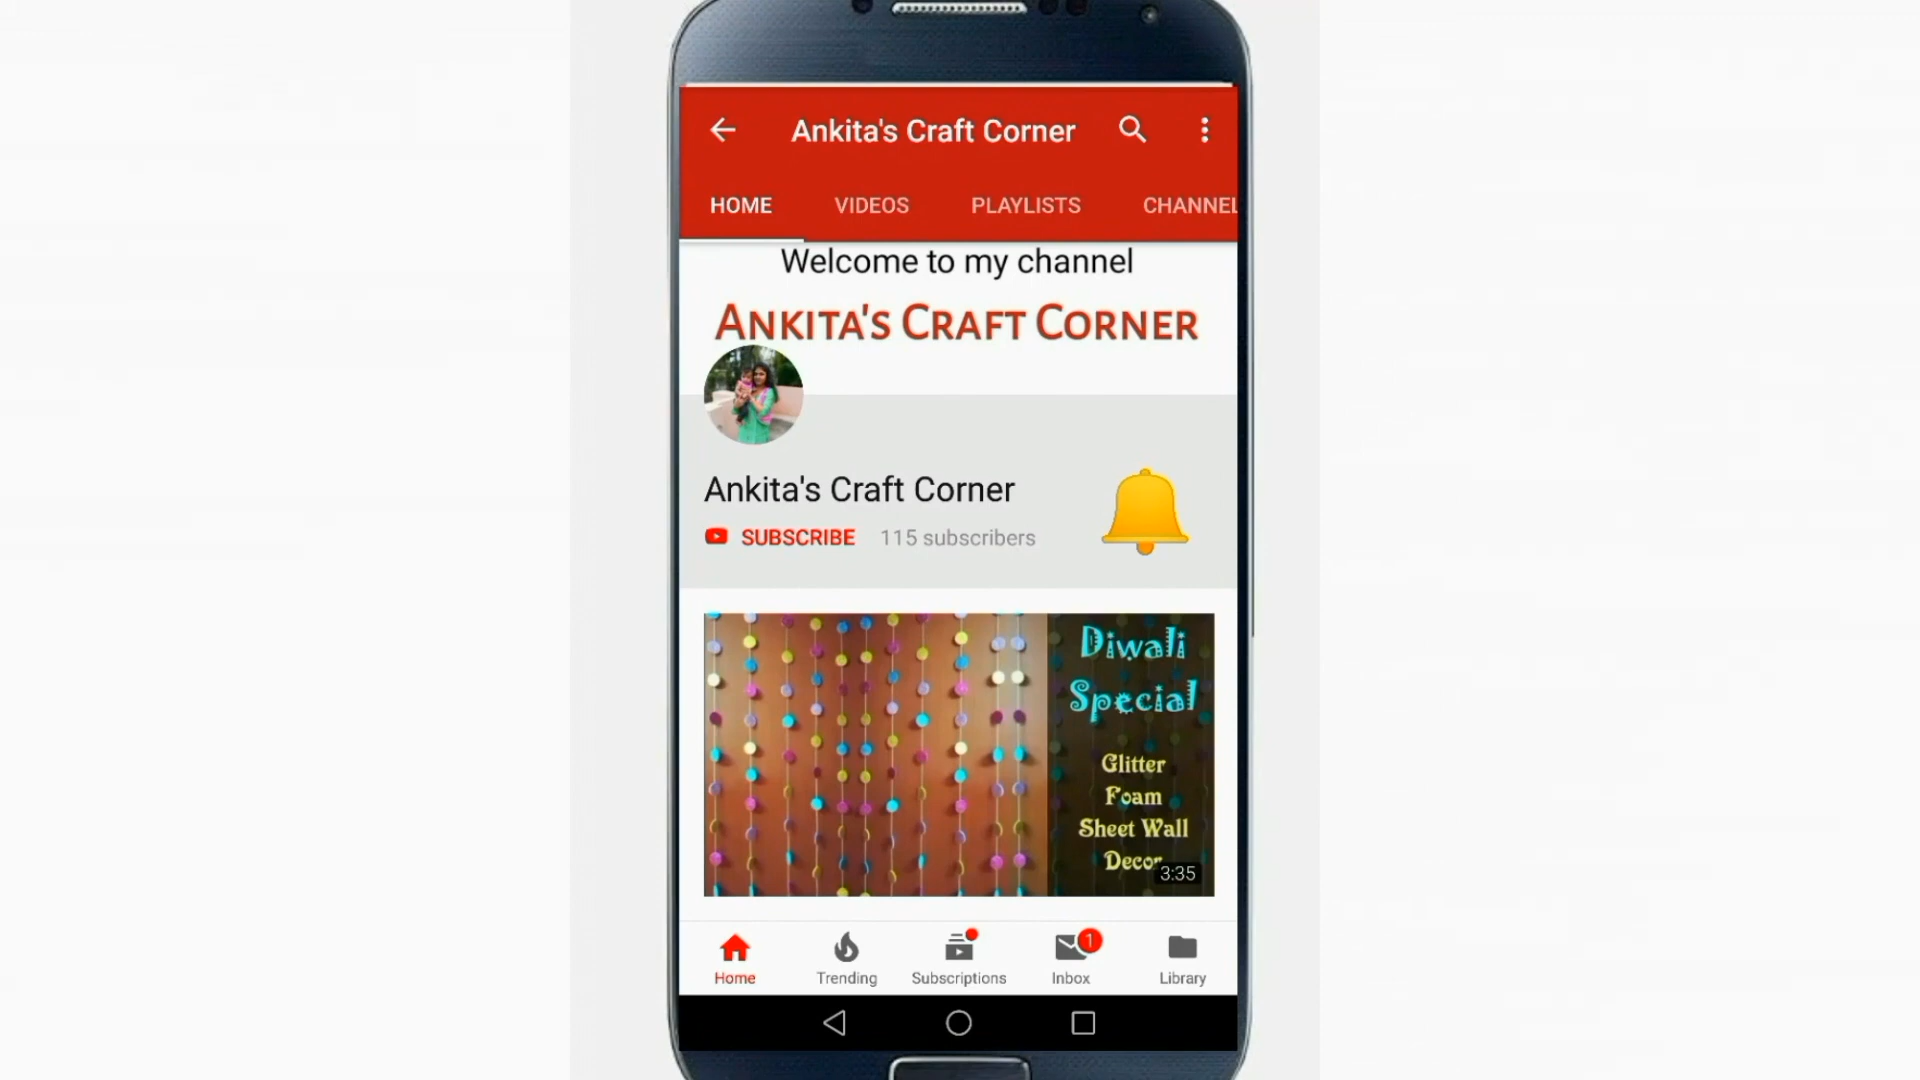 Ankita's Craft Corner
HOME VIDEOS PLAYLISTS CHANNEL
Welcome to my channel
ANKITA'S CRAFT CORNER
Ankita's Craft Corner
SUBSCRIBE 115 subscribers
Diwali
Special
Glitter
Foam
Sheet Wall
Decor
3:35
1
Home Trending Subscriptions Inbox Library